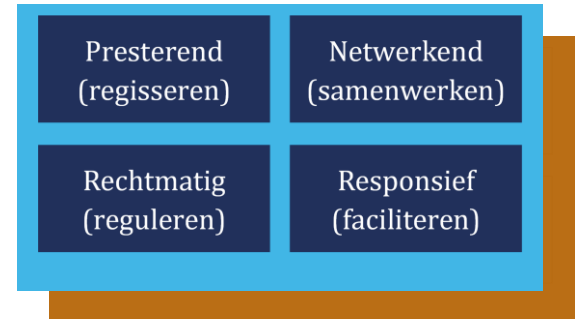 Presterend
(regisseren)
Netwerkend
(samenwerken)
Rechtmatig
(reguleren)
Responsief
(faciliteren)